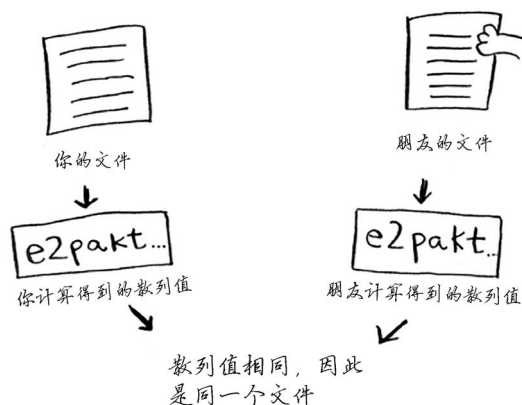 你的文件
朋友的文件
e2pakt...
e2pakt...
你计算得到的散列值
朋友计算得到的散列值
散列值相同，因此
是同一个文件